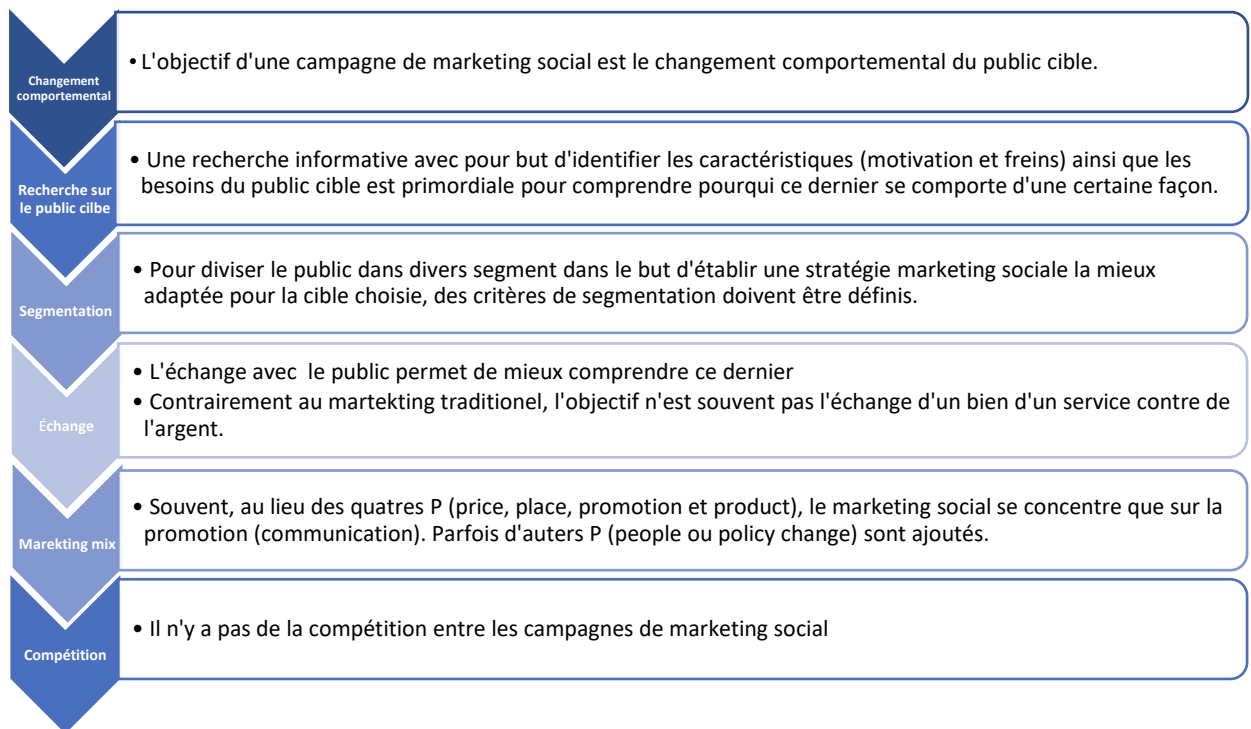 Changement
comportemental
• L'objectif d'une campagne de marketing social est le changement comportemental du public cible.
Recherche sur
le public cilbe
• Une recherche informative avec pour but d'identifier les caractéristiques (motivation et freins) ainsi que les
besoins du public cible est primordiale pour comprendre pourqui ce dernier se comporte d'une certaine façon.
Segmentation
• Pour diviser le public dans divers segment dans le but d'établir une stratégie marketing sociale la mieux
adaptée pour la cible choisie, des critères de segmentation doivent être définis.
Échange
• L'échange avec le public permet de mieux comprendre ce dernier
• Contrairement au martekting traditionel, l'objectif n'est souvent pas l'échange d'un bien d'un service contre de
l'argent.
Marekting mix
• Souvent, au lieu des quatres P (price, place, promotion et product), le marketing social se concentre que sur la
promotion (communication). Parfois d'auters P (people ou policy change) sont ajoutés.
Compétition
• Il n'y a pas de la compétition entre les campagnes de marketing social